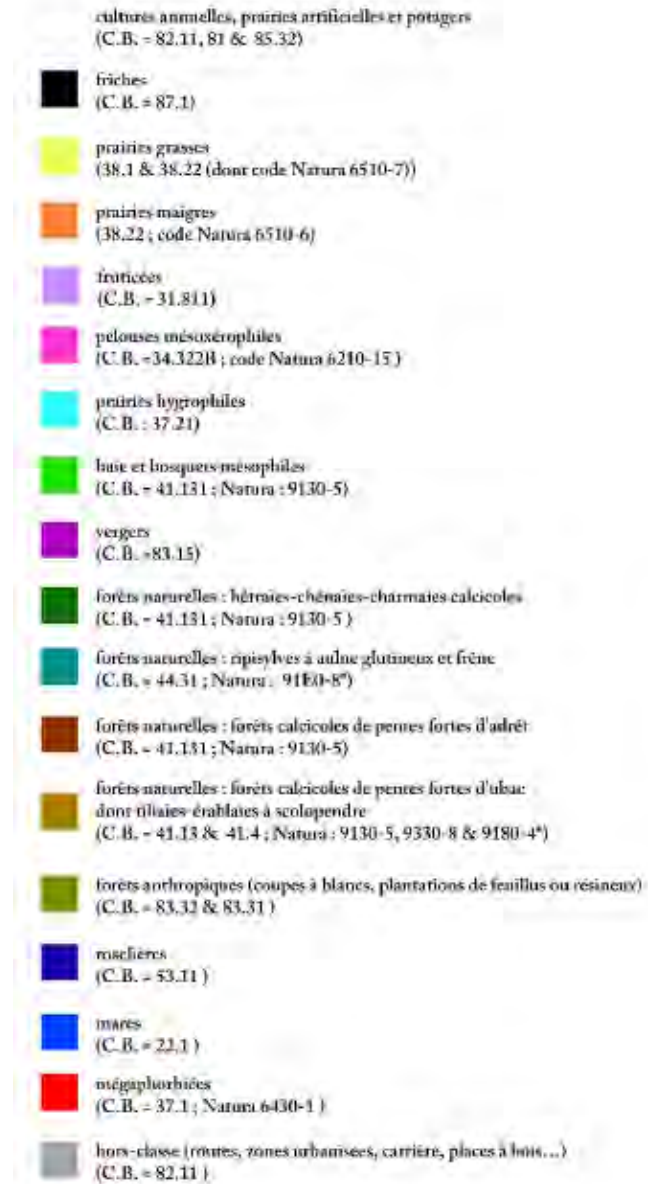 cultures annuelles, prairies artificielles et potagers
(C.B. = 82.11, 81 & 85.32)
friches
(C.B. = 87.1)
prairies grasses
(38.1 & 38.22 (dont code Natura 6510-7))
prairies maigres
(38.22 ; code Natura 6510-6)
fruticées
(C.B. = 31.811)
pelouses mésoxérophiles
(C.B. =34.322B ; code Natura 6210-15 )
prairies hygrophiles
(C.B. : 37.21)
haie et bosquets mésophiles
(C.B. = 41.131 ; Natura : 9130-5)
vergers
(C.B. =83.15)
forêts naturelles : hêtraies-chênaies-charmaies calcicoles
(C.B. = 41.131 ; Natura : 9130-5 )
forêts naturelles : ripisylves à aulne glutineux et frêne
(C.B. = 44.31 ; Natura : 91E0-8*)
forêts naturelles : forêts calcicoles de pentes fortes d'adrêt
(C.B. = 41.131 ; Natura : 9130-5)
forêts naturelles : forêts calcicoles de pentes fortes d'ubac
dont tiliaies-érablaies à scolopendre
(C.B. = 41.13 & 41.4 ; Natura : 9130-5, 9330-8 & 9180-4*)
forêts anthropiques (coupes à blancs, plantations de feuillus ou résineux)
(C.B. = 83.32 & 83.31 )
roselières
(C.B. = 53.11 )
mares
(C.B. = 22.1 )
mégaphorbiées
(C.B. = 37.1 ; Natura 6430-1 )
hors-classe (routes, zones urbanisées, carrière, places à bois...)
(C.B. = 82.11 )